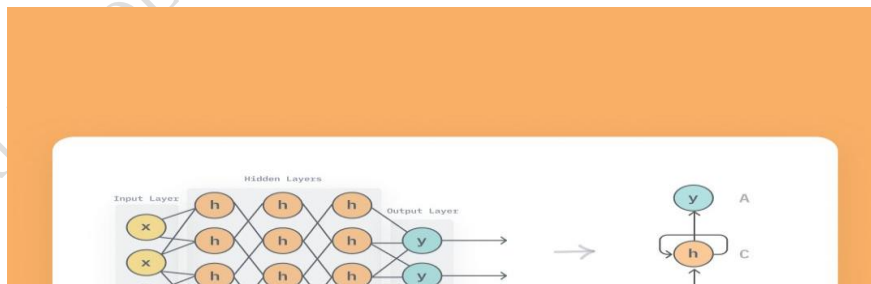 Hidden Layers
Input Layer
Output Layer
h h h
x
h h h
y
x
h h h
y
y A
h C